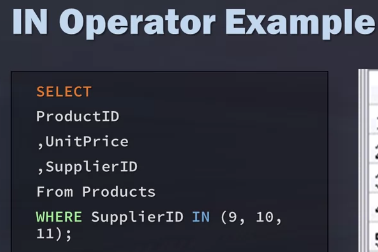 IN Operator Example
SELECT
ProductID
,UnitPrice
,SupplierID
From Products
WHERE SupplierID IN (9, 10,
11);